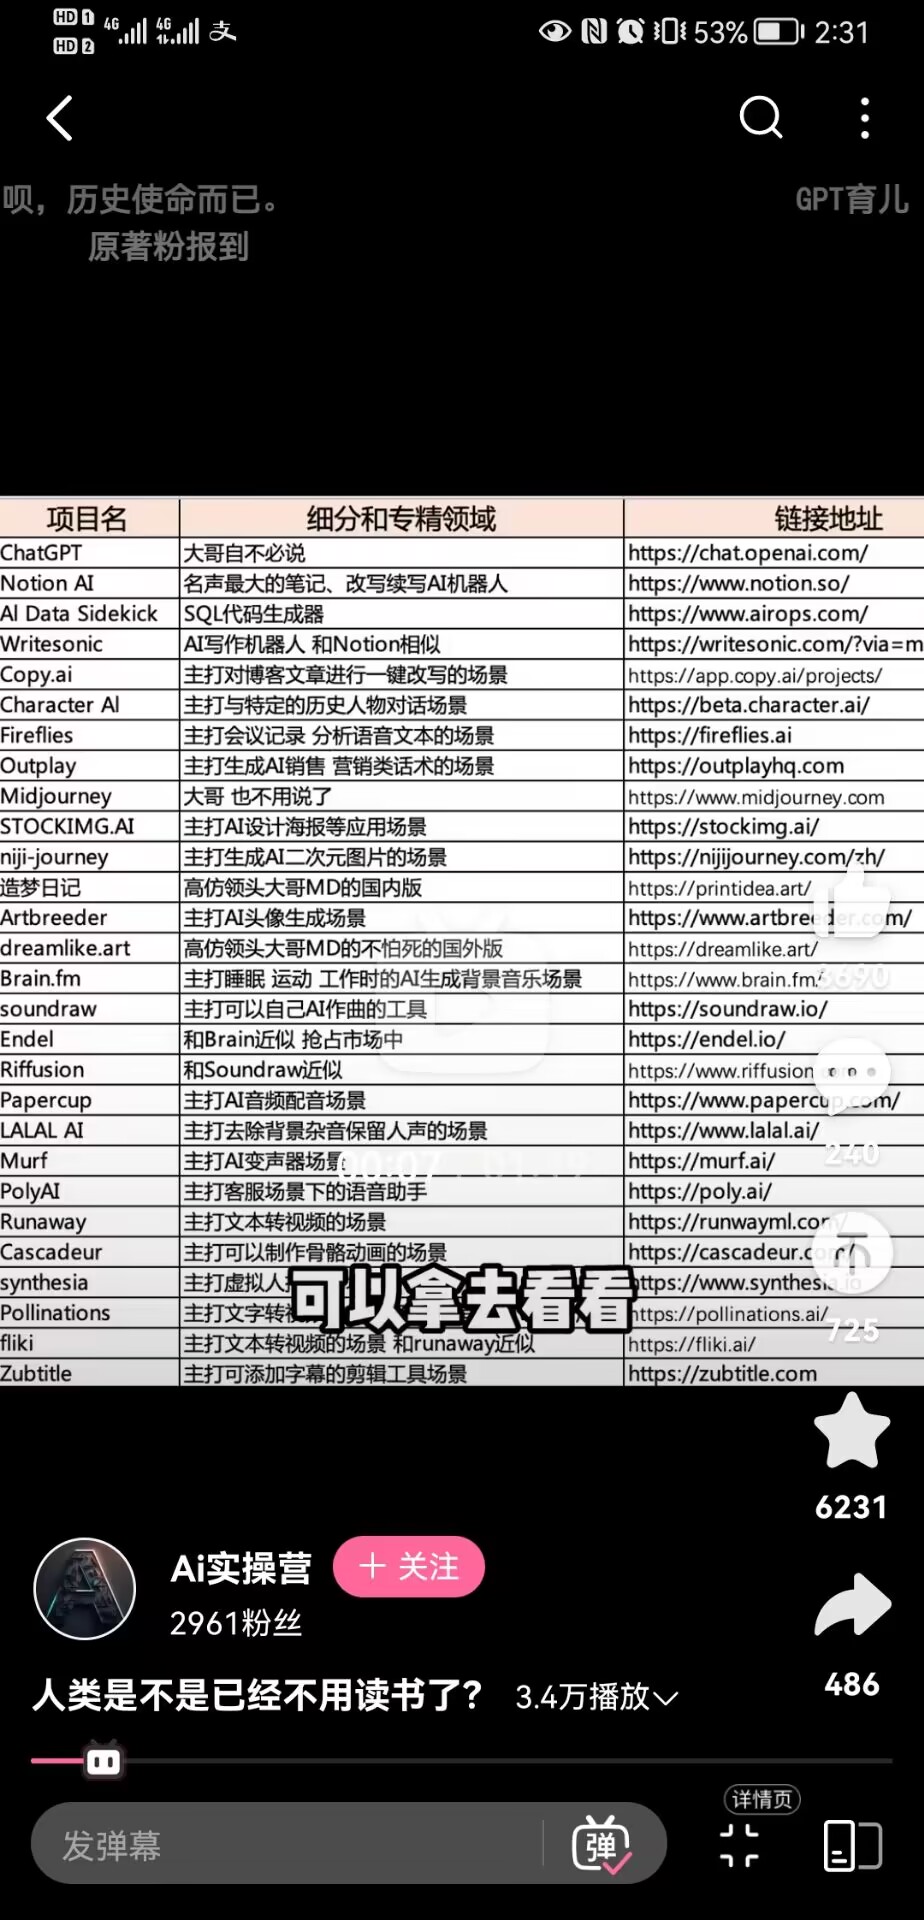 HD 1 4G 4G 支 53% 2:31
HD 2
呗，历史使命而已。 GPT育儿
原著粉报到
项目名 细分和专精领域 链接地址
ChatGPT 大哥自不必说 https://chat.openai.com/
Notion AI 名声最大的笔记、改写续写AI机器人 https://www.notion.so/
AI Data Sidekick SQL代码生成器 https://www.airops.com/
Writesonic AI写作机器人 和Notion相似 https://writesonic.com/?via=m
Copy.ai 主打对博客文章进行一键改写的场景 https://app.copy.ai/projects/
Character AI 主打与特定的历史人物对话场景 https://beta.character.ai/
Fireflies 主打会议记录 分析语音文本的场景 https://fireflies.ai
Outplay 主打生成AI销售 营销类话术的场景 https://outplayhq.com
Midjourney 大哥 也不用说了 https://www.midjourney.com
STOCKIMG.AI 主打AI设计海报等应用场景 https://stockimg.ai/
niji-journey 主打生成AI二次元图片的场景 https://nijijourney.com/zh/
造梦日记 高仿领头大哥MD的国内版 https://printidea.art/
Artbreeder 主打AI头像生成场景 https://www.artbreeder.com/
dreamlike.art 高仿领头大哥MD的不怕死的国外版 https://dreamlike.art/
Brain.fm 主打睡眠 运动 工作时的AI生成背景音乐场景 https://www.brain.fm/
3690
soundraw 主打可以自己AI作曲的工具 https://soundraw.io/
Endel 和Brain近似 抢占市场中 https://endel.io/
Riffusion 和Soundraw近似 https://www.riffusion
Papercup 主打AI音频配音场景 https://www.papercup.com/
LALAL AI 主打去除背景杂音保留人声的场景 https://www.lalal.ai/
240
Murf 主打AI变声器场景 https://murf.ai/
00:07
PolyAI 主打客服场景下的语音助手 https://poly.ai/
Runaway 主打文本转视频的场景 https://runwayml.com/
Cascadeur 主打可以制作骨骼动画的场景 https://cascadeur.com/
synthesia 主打虚拟人 https://www.synthesia.io
可以拿去看看
Pollinations 主打文字转视 https://pollinations.ai/
725
fliki 主打文本转视频的场景 和runaway近似 https://fliki.ai/
Zubtitle 主打可添加字幕的剪辑工具场景 https://zubtitle.com
6231
Ai实操营 + 关注
2961粉丝
486
人类是不是已经不用读书了? 3.4万播放
详情页
发弹幕 弹